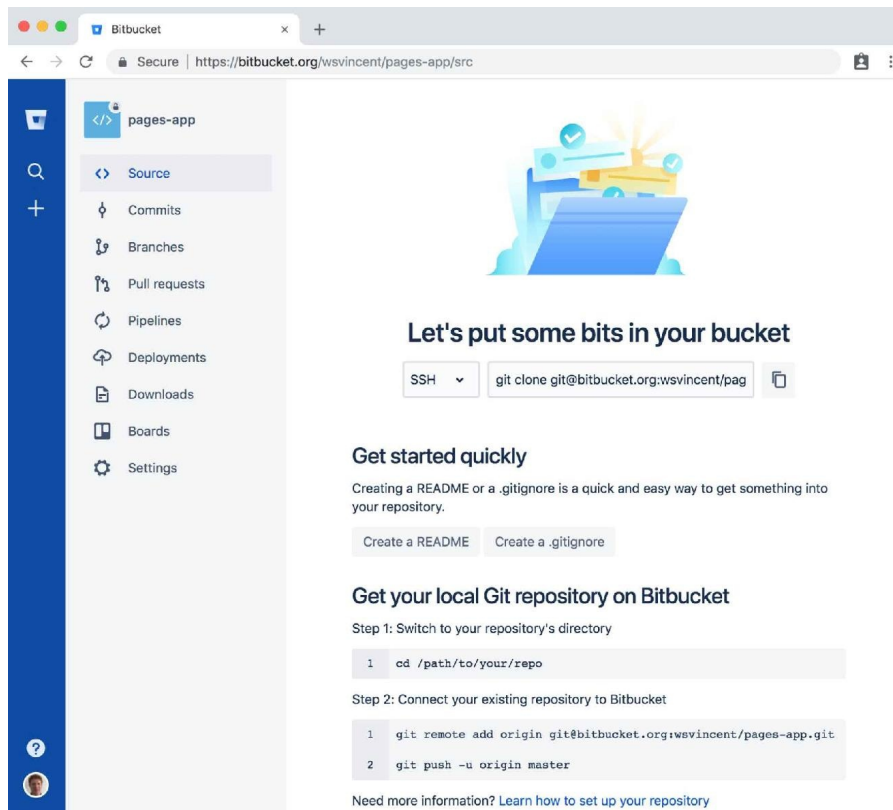 Bitbucket
Secure | https://bitbucket.org/wsvincent/pages-app/src
</> pages-app
Source
Commits
Branches
Pull requests
Pipelines
Deployments
Downloads
Boards
Settings
Let's put some bits in your bucket
SSH git clone git@bitbucket.org:wsvincent/pag
Get started quickly
Creating a README or a .gitignore is a quick and easy way to get something into
your repository.
Create a README Create a .gitignore
Get your local Git repository on Bitbucket
Step 1: Switch to your repository's directory
1 cd /path/to/your/repo
Step 2: Connect your existing repository to Bitbucket
1 git remote add origin git@bitbucket.org:wsvincent/pages-app.git
2 git push -u origin master
Need more information? Learn how to set up your repository